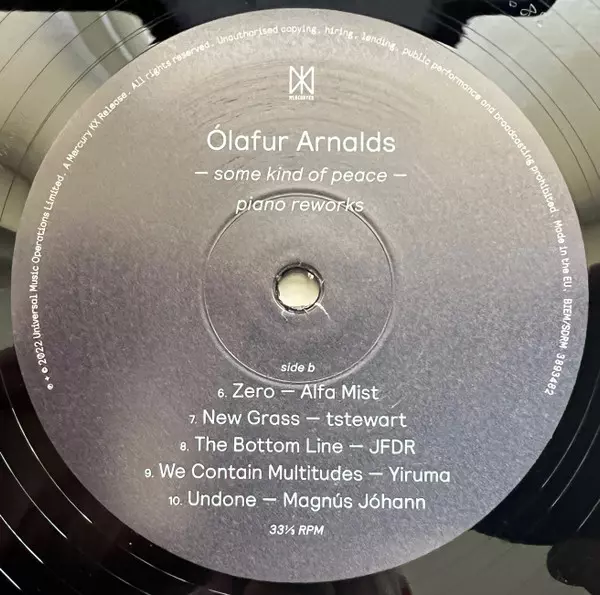 ℗ + © 2022 Universal Music Operations Limited. A Mercury KX Release. All rights reserved. Unauthorised copying, hiring, lending, public performance and broadcasting prohibited. Made in the EU. BIEM/SDRM 3893482
MERCURY KX
Ólafur Arnalds
— some kind of peace —
piano reworks
side b
6. Zero — Alfa Mist
7. New Grass — tstewart
8. The Bottom Line — JFDR
9. We Contain Multitudes — Yiruma
10. Undone — Magnús Jóhann
33⅓ RPM